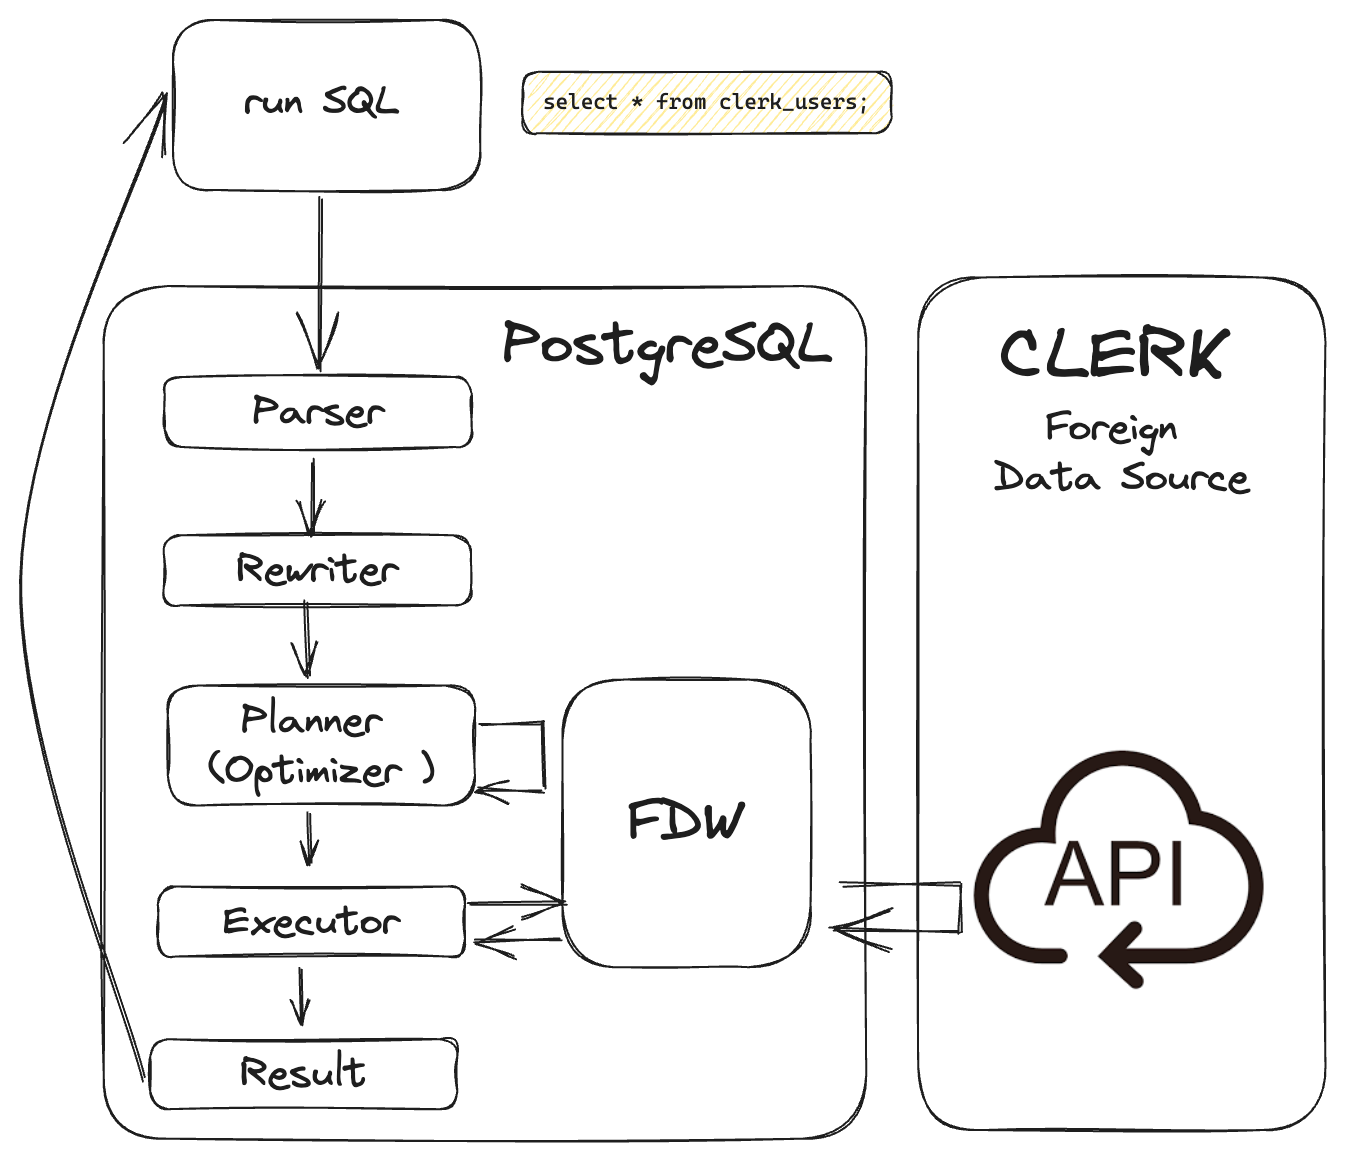 run SQL
select * from clerk_users;
PostgreSQL
Parser
Rewriter
Planner
(Optimizer )
Executor
Result
FDW
CLERK
Foreign
Data Source
API